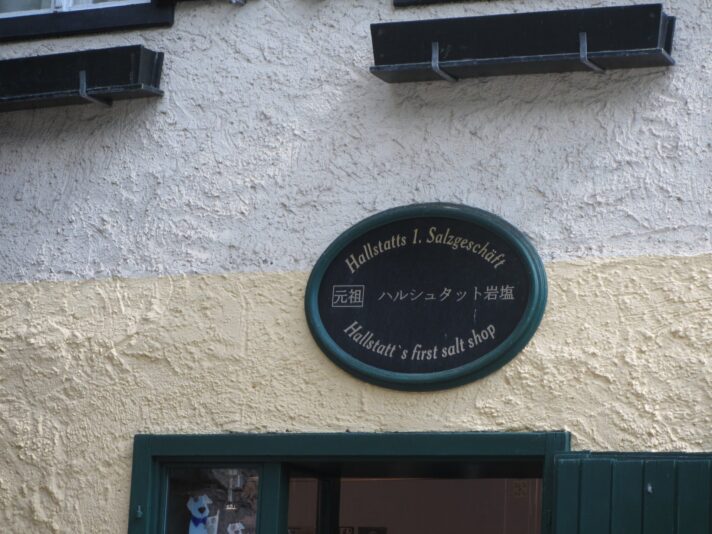 Hallstatts 1. Salzgeschäft
元祖 ハルシュタット岩塩
Hallstatt`s first salt shop